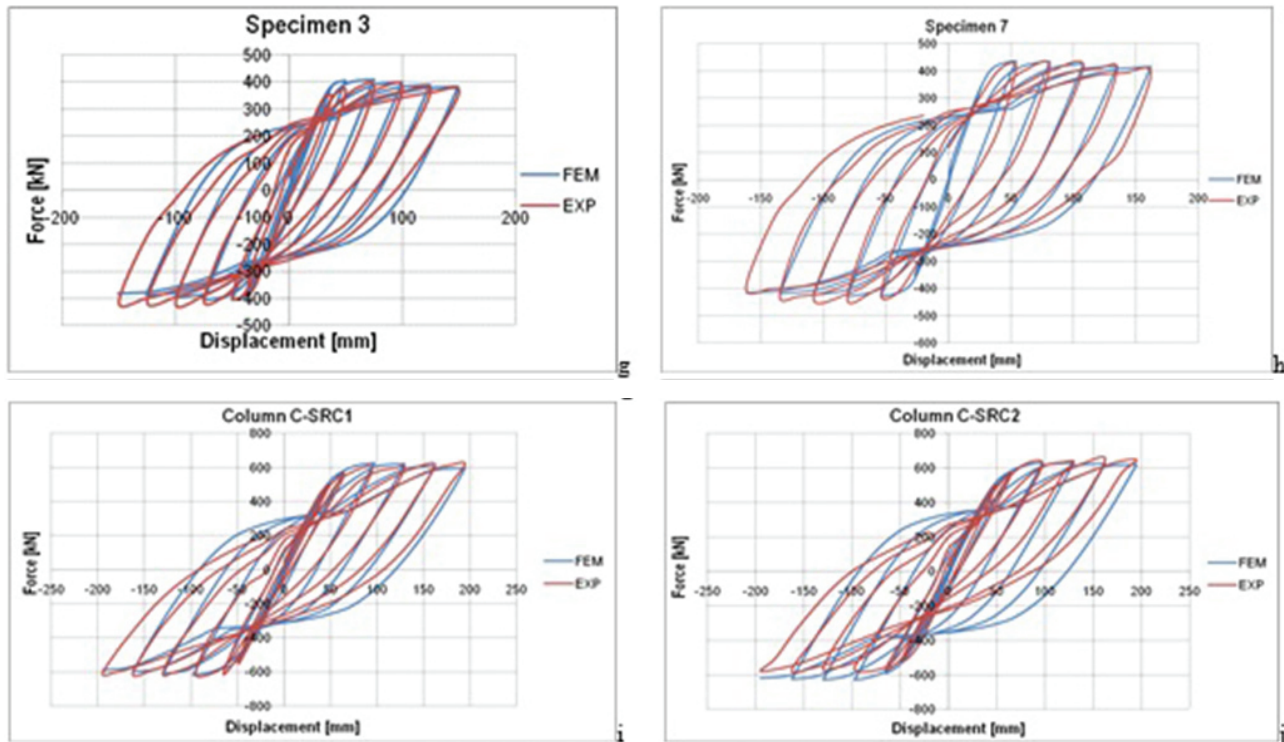 Specimen 3
500
400
300
200
100
0
-200 -100 0 100 200
-100
-200
-300
-400
-500
Force [kN]
Displacement [mm]
FEM
EXP
g
Specimen 7
500
400
300
200
100
0
-200 -150 -100 -50 0 50 100 150 200
-100
-200
-300
-400
-500
-600
Force [kN]
Displacement [mm]
FEM
EXP
h
Column C-SRC1
800
600
400
200
0
-250 -200 -150 -100 -50 0 50 100 150 200 250
-200
-400
-600
-800
Force [kN]
Displacement [mm]
FEM
EXP
i
Column C-SRC2
800
600
400
200
0
-250 -200 -150 -100 -50 0 50 100 150 200 250
-200
-400
-600
-800
Force [kN]
Displacement [mm]
FEM
EXP